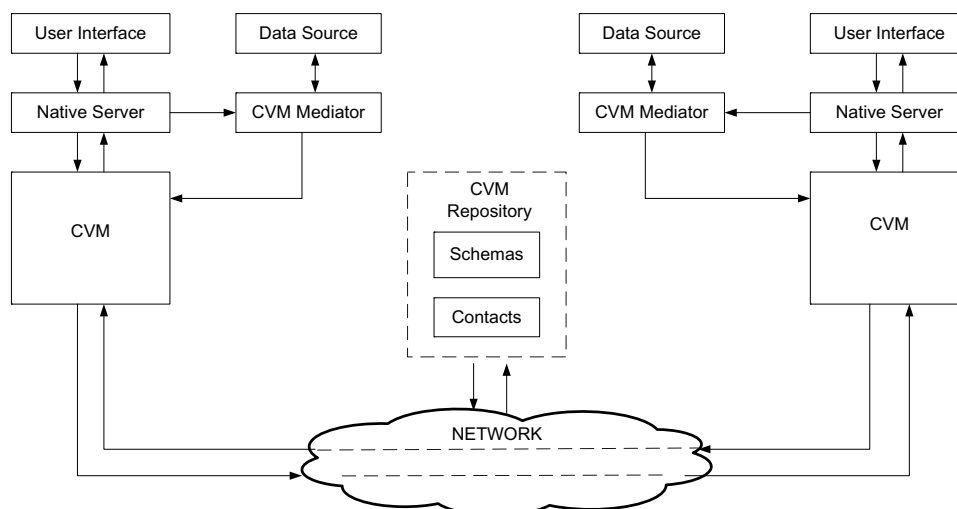 User Interface
Data Source
Data Source
User Interface
Native Server
CVM Mediator
CVM Mediator
Native Server
CVM
CVM
Repository
CVM
Schemas
Contacts
NETWORK